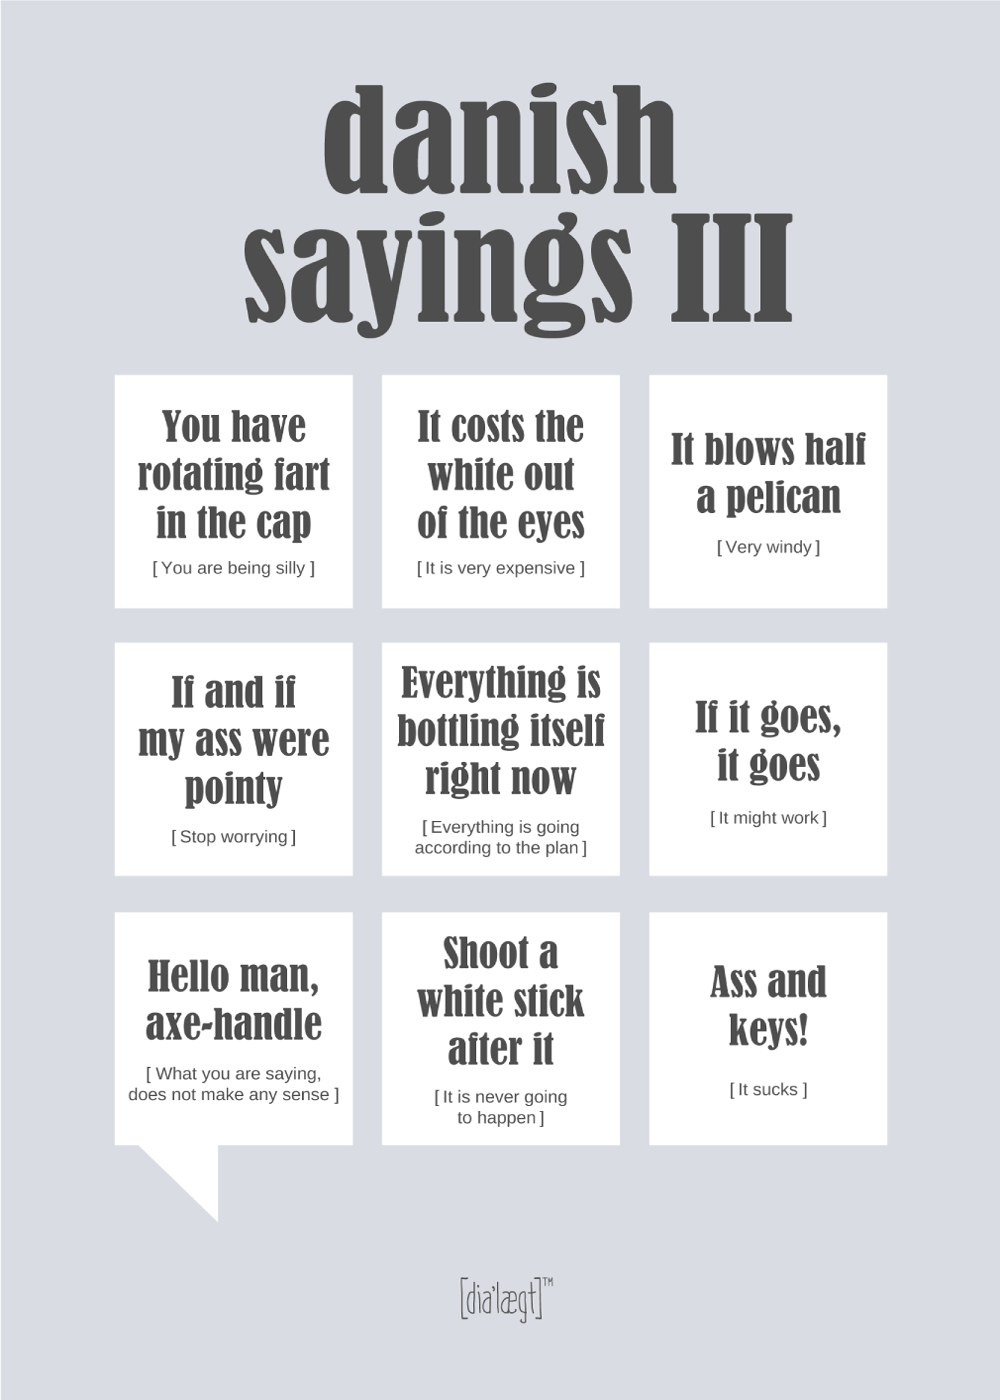 danish
sayings III
You have
rotating fart
in the cap
[ You are being silly ]
It costs the
white out
of the eyes
[ It is very expensive ]
It blows half
a pelican
[ Very windy ]
If and if
my ass were
pointy
[ Stop worrying ]
Everything is
bottling itself
right now
[ Everything is going
according to the plan ]
If it goes,
it goes
[ It might work ]
Hello man,
axe-handle
[ What you are saying,
does not make any sense ]
Shoot a
white stick
after it
[ It is never going
to happen ]
Ass and
keys!
[ It sucks ]
[dia'lægt]™